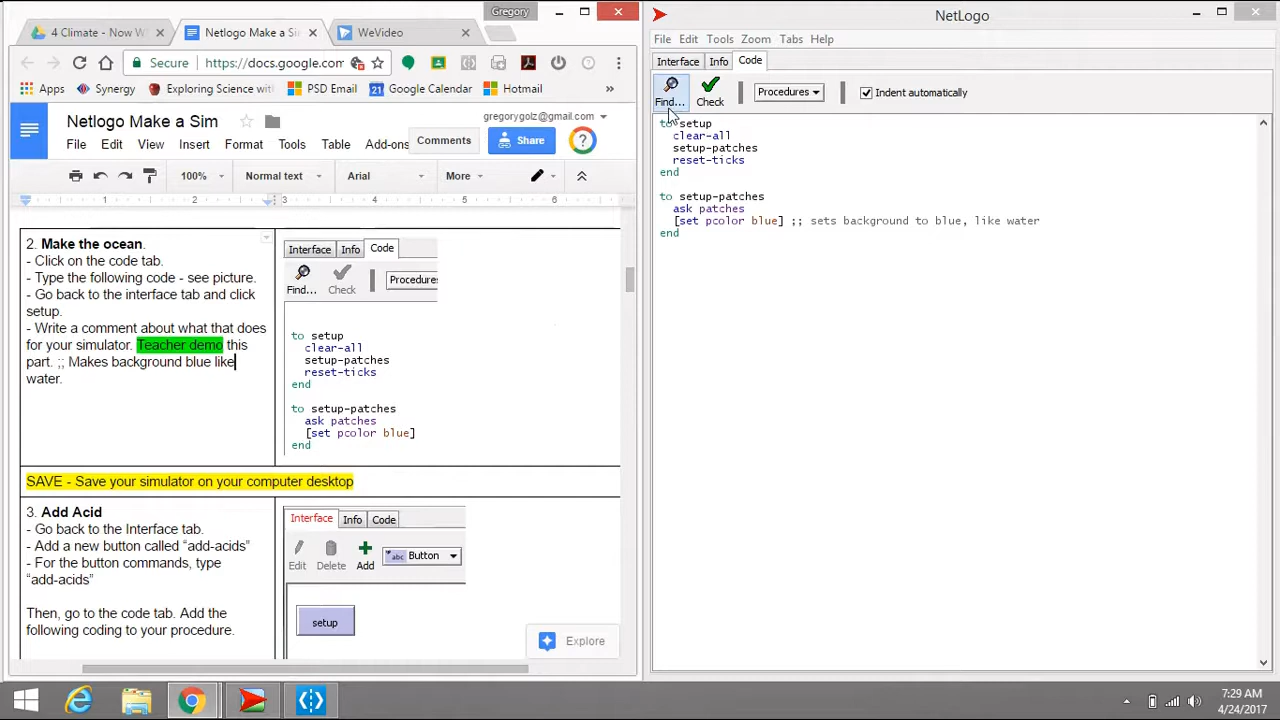 Gregory
4 Climate - Now W
Netlogo Make a Sim
WeVideo
Secure
https://docs.google.com
Apps
Synergy
Exploring Science wi
PSD Email
Google Calendar
Hangout
»
Netlogo Make a Sim
gregorygolz@gmail.com
File Edit View Insert Format Tools Table Add-ons
Comments
Share
100%
Normal text
Arial
More
1 2 3 4 5 6
2. Make the ocean.
- Click on the code tab.
- Type the following code - see picture.
- Go back to the interface tab and click
setup.
- Write a comment about what that does
for your simulator. Teacher demo this
part. ;; Makes background blue like
water.
Interface Info Code
Find... Check Procedures
to setup
clear-all
setup-patches
reset-ticks
end
to setup-patches
ask patches
[set pcolor blue]
end
SAVE - Save your simulator on your computer desktop
3. Add Acid
- Go back to the Interface tab.
- Add a new button called “add-acids”
- For the button commands, type
“add-acids”
Then, go to the code tab. Add the
following coding to your procedure.
Interface Info Code
Edit Delete Add abc Button
setup
Explore
NetLogo
File Edit Tools Zoom Tabs Help
Interface Info Code
Find... Check Procedures Indent automatically
to setup
clear-all
setup-patches
reset-ticks
end
to setup-patches
ask patches
[set pcolor blue] ;; sets background to blue, like water
end
7:29 AM
4/24/2017